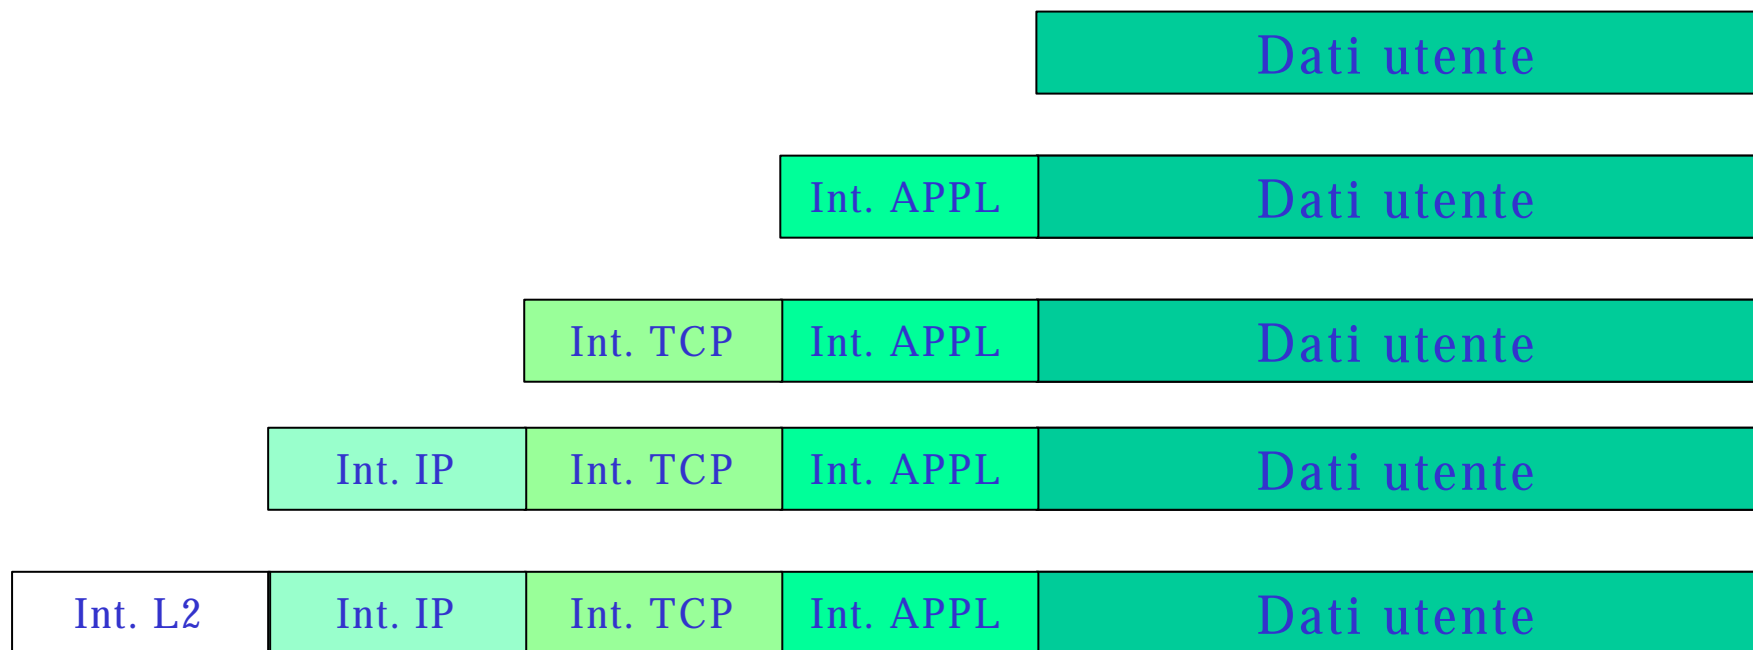 Dati utente
Int. APPL Dati utente
Int. TCP Int. APPL Dati utente
Int. IP Int. TCP Int. APPL Dati utente
Int. L2 Int. IP Int. TCP Int. APPL Dati utente